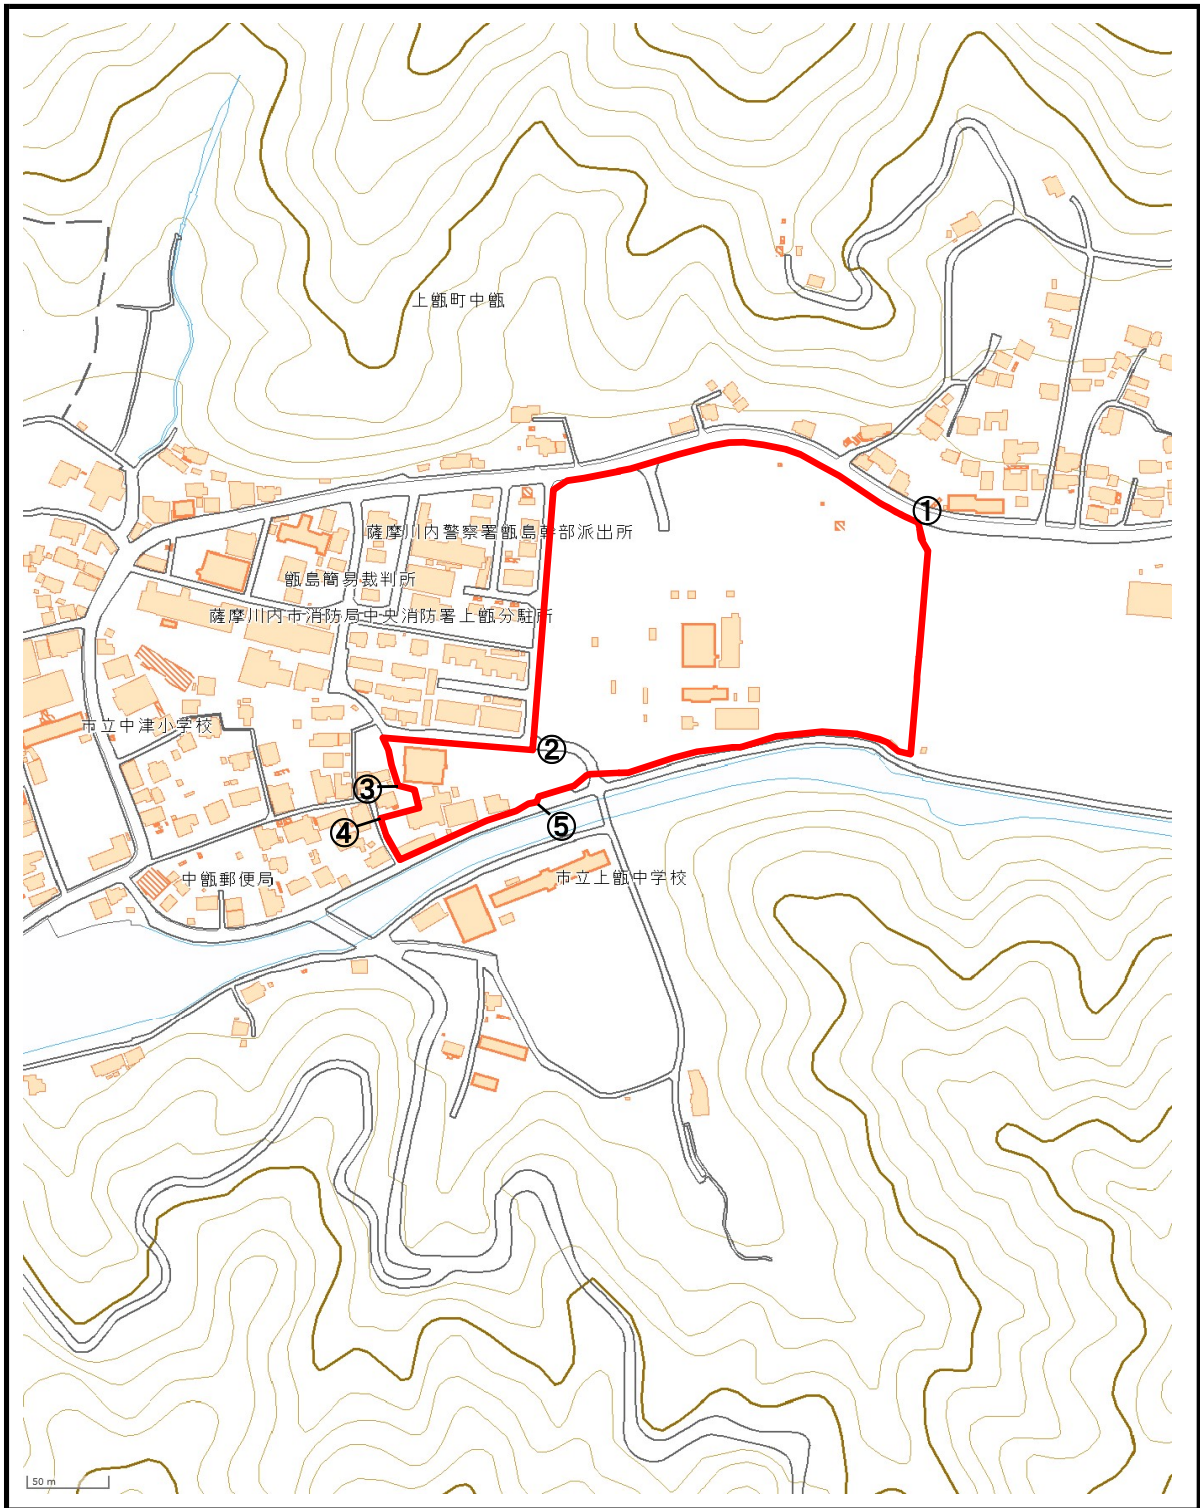 上甑町中甑
①
薩摩川内警察署甑島幹部派出所
甑島簡易裁判所
薩摩川内市消防局中央消防署上甑分駐所
市立中津小学校
②
③
④
⑤
中甑郵便局
市立上甑中学校
50 m